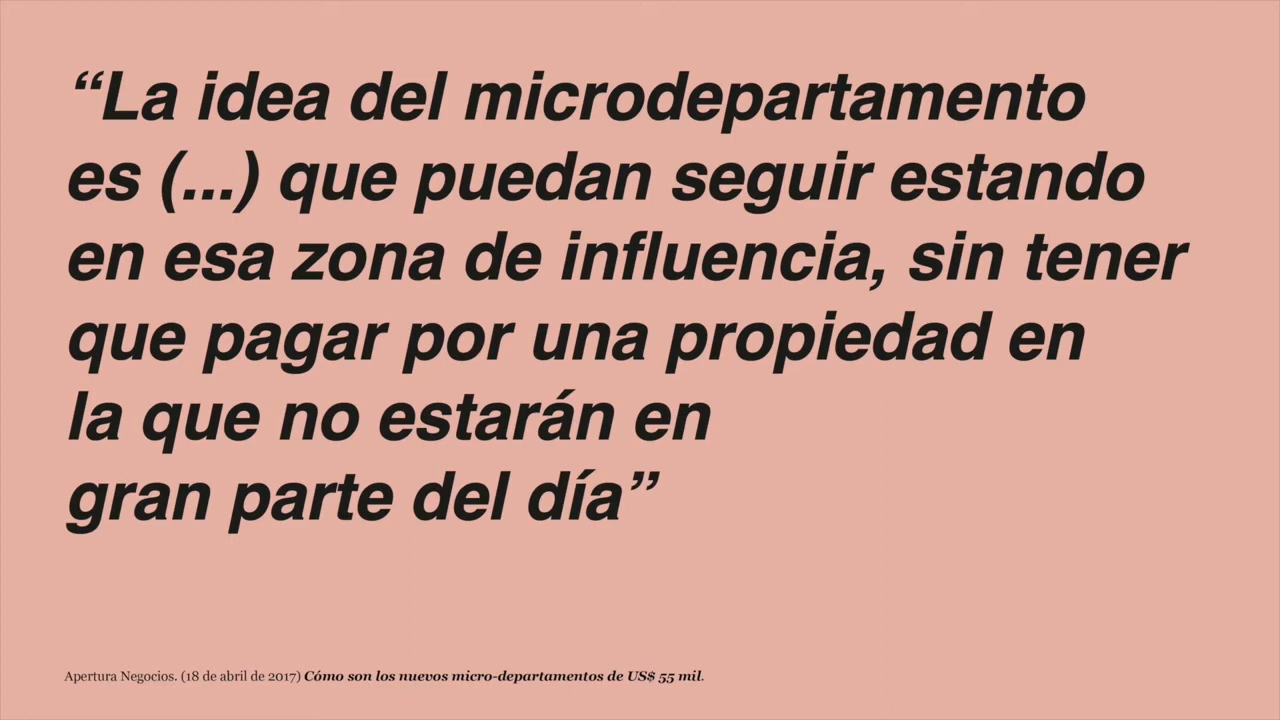 “La idea del microdepartamento
es (...) que puedan seguir estando
en esa zona de influencia, sin tener
que pagar por una propiedad en
la que no estarán en
gran parte del día”
Apertura Negocios. (18 de abril de 2017) Cómo son los nuevos micro-departamentos de US$ 55 mil.